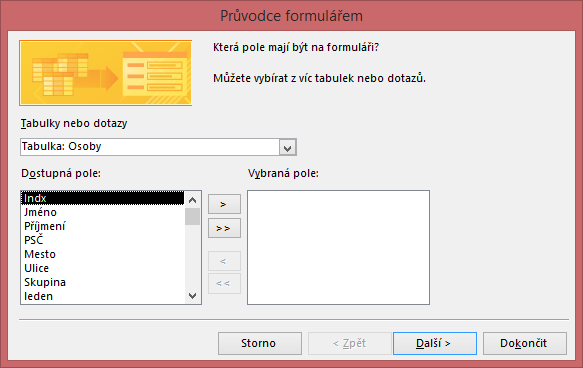 Průvodce formulářem
Která pole mají být na formuláři?
Můžete vybírat z víc tabulek nebo dotazů.
Tabulky nebo dotazy
Tabulka: Osoby
Dostupná pole:
Vybraná pole:
Indx
Jméno
Příjmení
PSČ
Mesto
Ulice
Skupina
leden
>
>>
<
<<
Storno
< Zpět
Další >
Dokončit